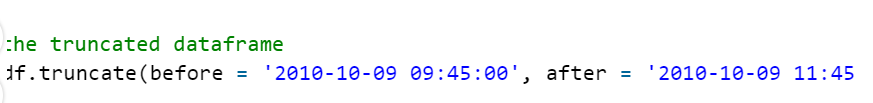 the truncated dataframe
df.truncate(before = '2010-10-09 09:45:00', after = '2010-10-09 11:45